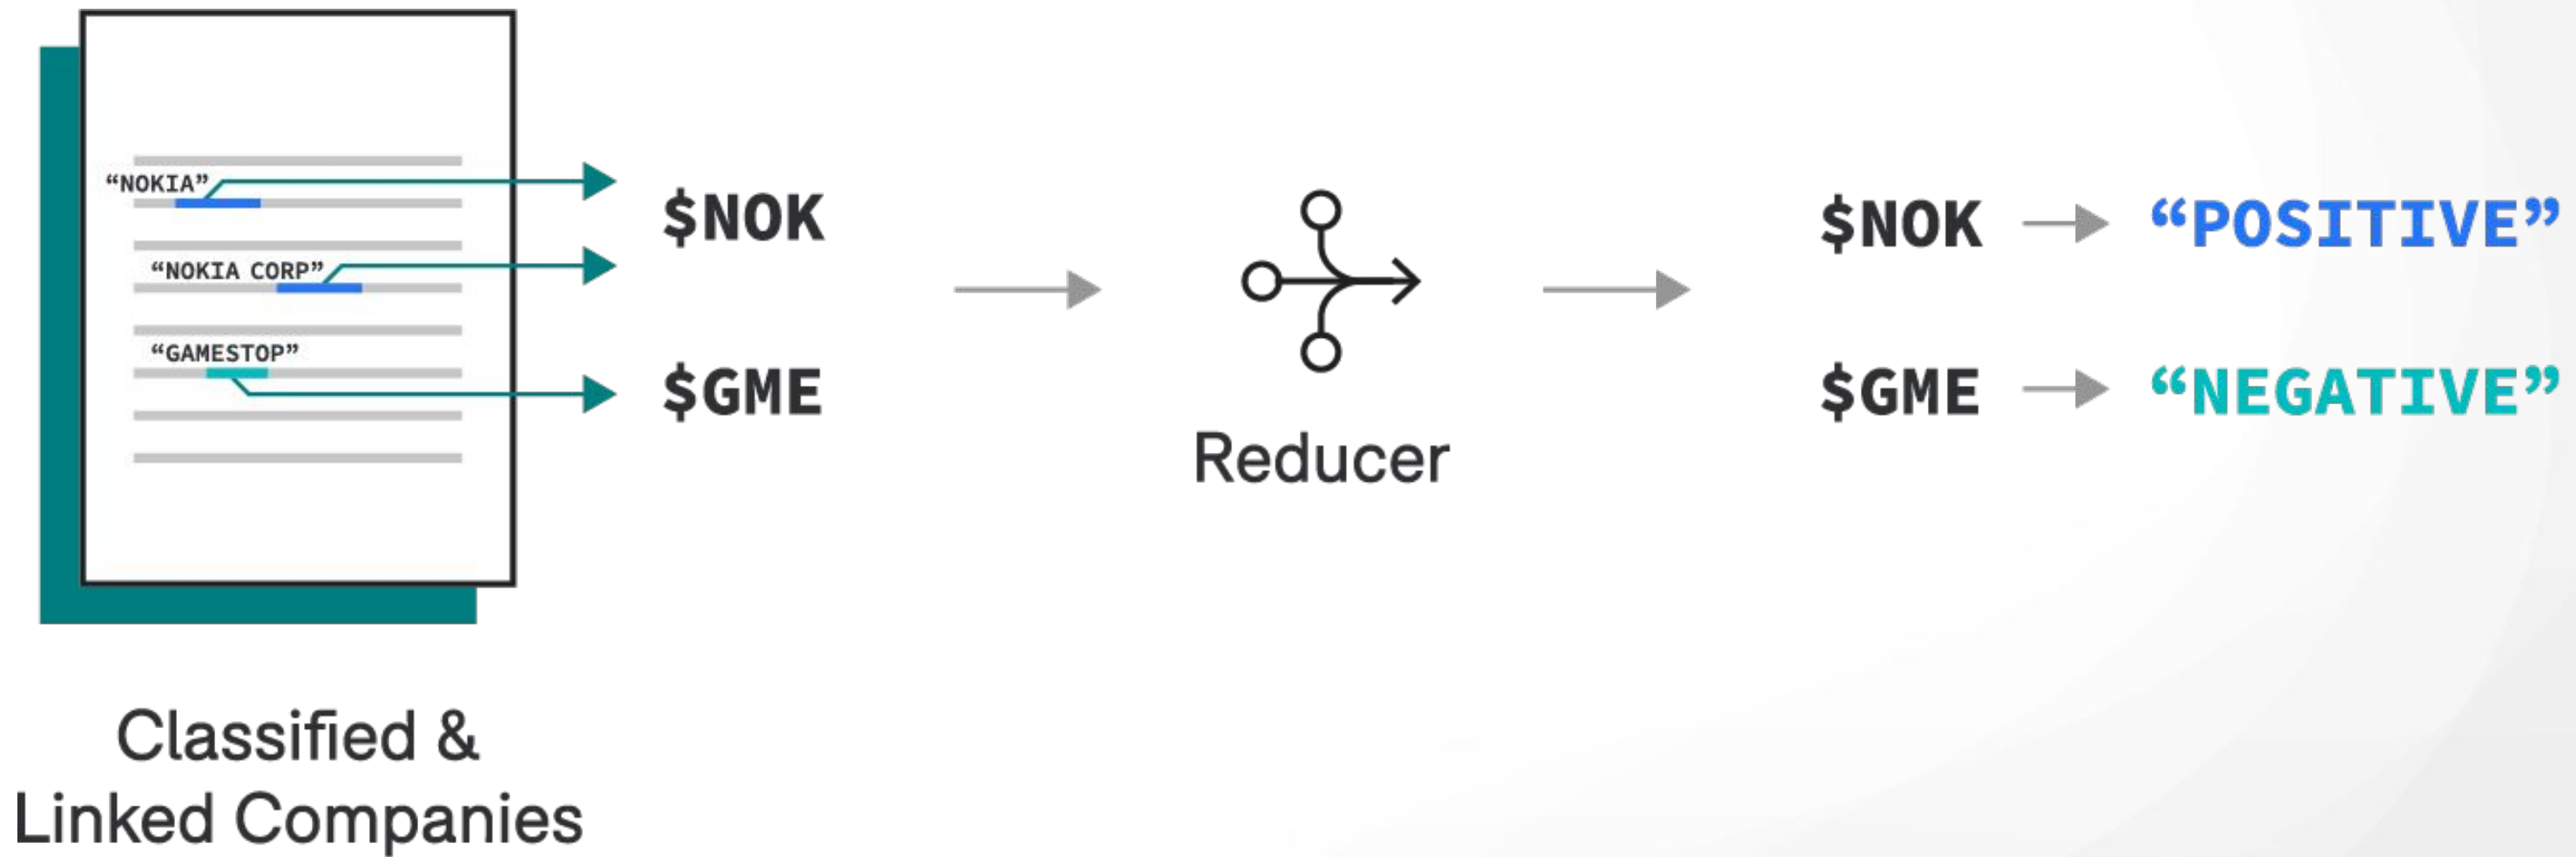 “NOKIA”
“NOKIA CORP”
“GAMESTOP”
Classified &
Linked Companies
$NOK
$GME
Reducer
$NOK “POSITIVE”
$GME “NEGATIVE”